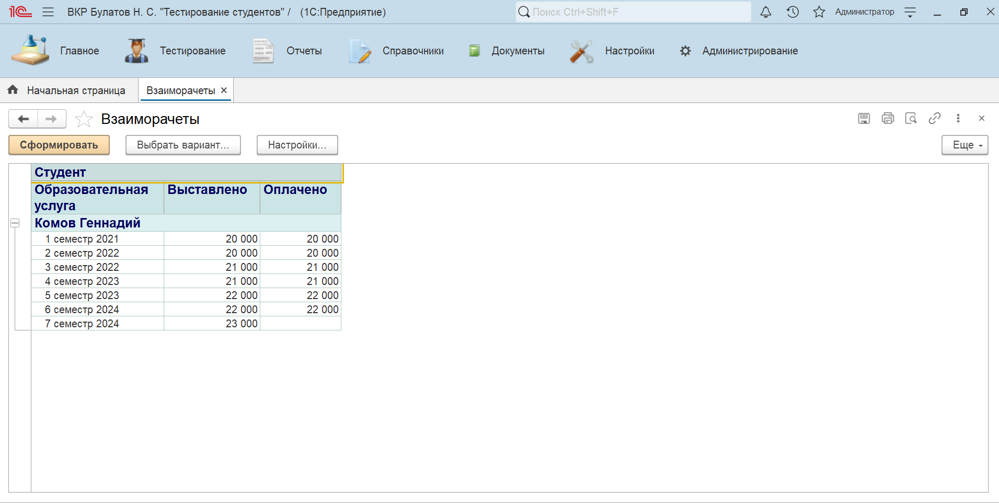 1С ВКР Булатов Н. С. "Тестирование студентов" / (1С:Предприятие) Поиск Ctrl+Shift+F Администратор
Главное Тестирование Отчеты Справочники Документы Настройки Администрирование
Начальная страница Взаиморачеты
Взаиморачеты
Сформировать Выбрать вариант... Настройки... Еще
Студент
Образовательная услуга Выставлено Оплачено
Комов Геннадий
1 семестр 2021 20 000 20 000
2 семестр 2022 20 000 20 000
3 семестр 2022 21 000 21 000
4 семестр 2023 21 000 21 000
5 семестр 2023 22 000 22 000
6 семестр 2024 22 000 22 000
7 семестр 2024 23 000